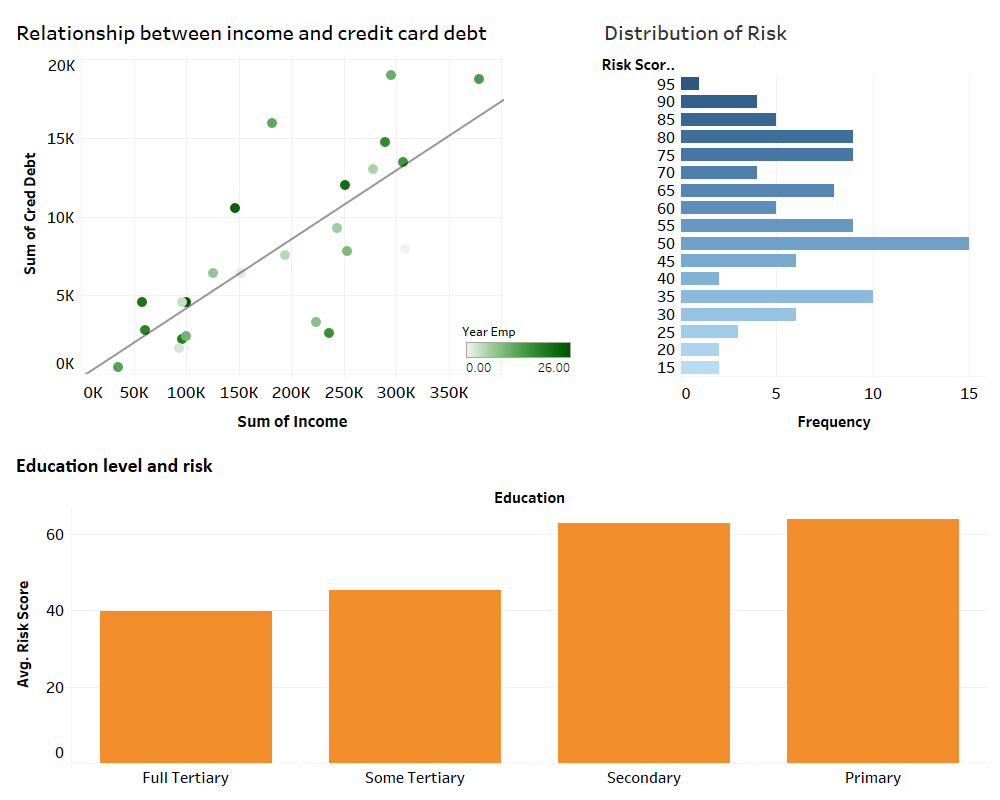 Relationship between income and credit card debt
20K
15K
10K
5K
0K
Sum of Cred Debt
0K 50K 100K 150K 200K 250K 300K 350K
Sum of Income
Year Emp
0.00 26.00
Distribution of Risk
Risk Scor..
95
90
85
80
75
70
65
60
55
50
45
40
35
30
25
20
15
0 5 10 15
Frequency
Education level and risk
Education
60
40
20
0
Avg. Risk Score
Full Tertiary Some Tertiary Secondary Primary